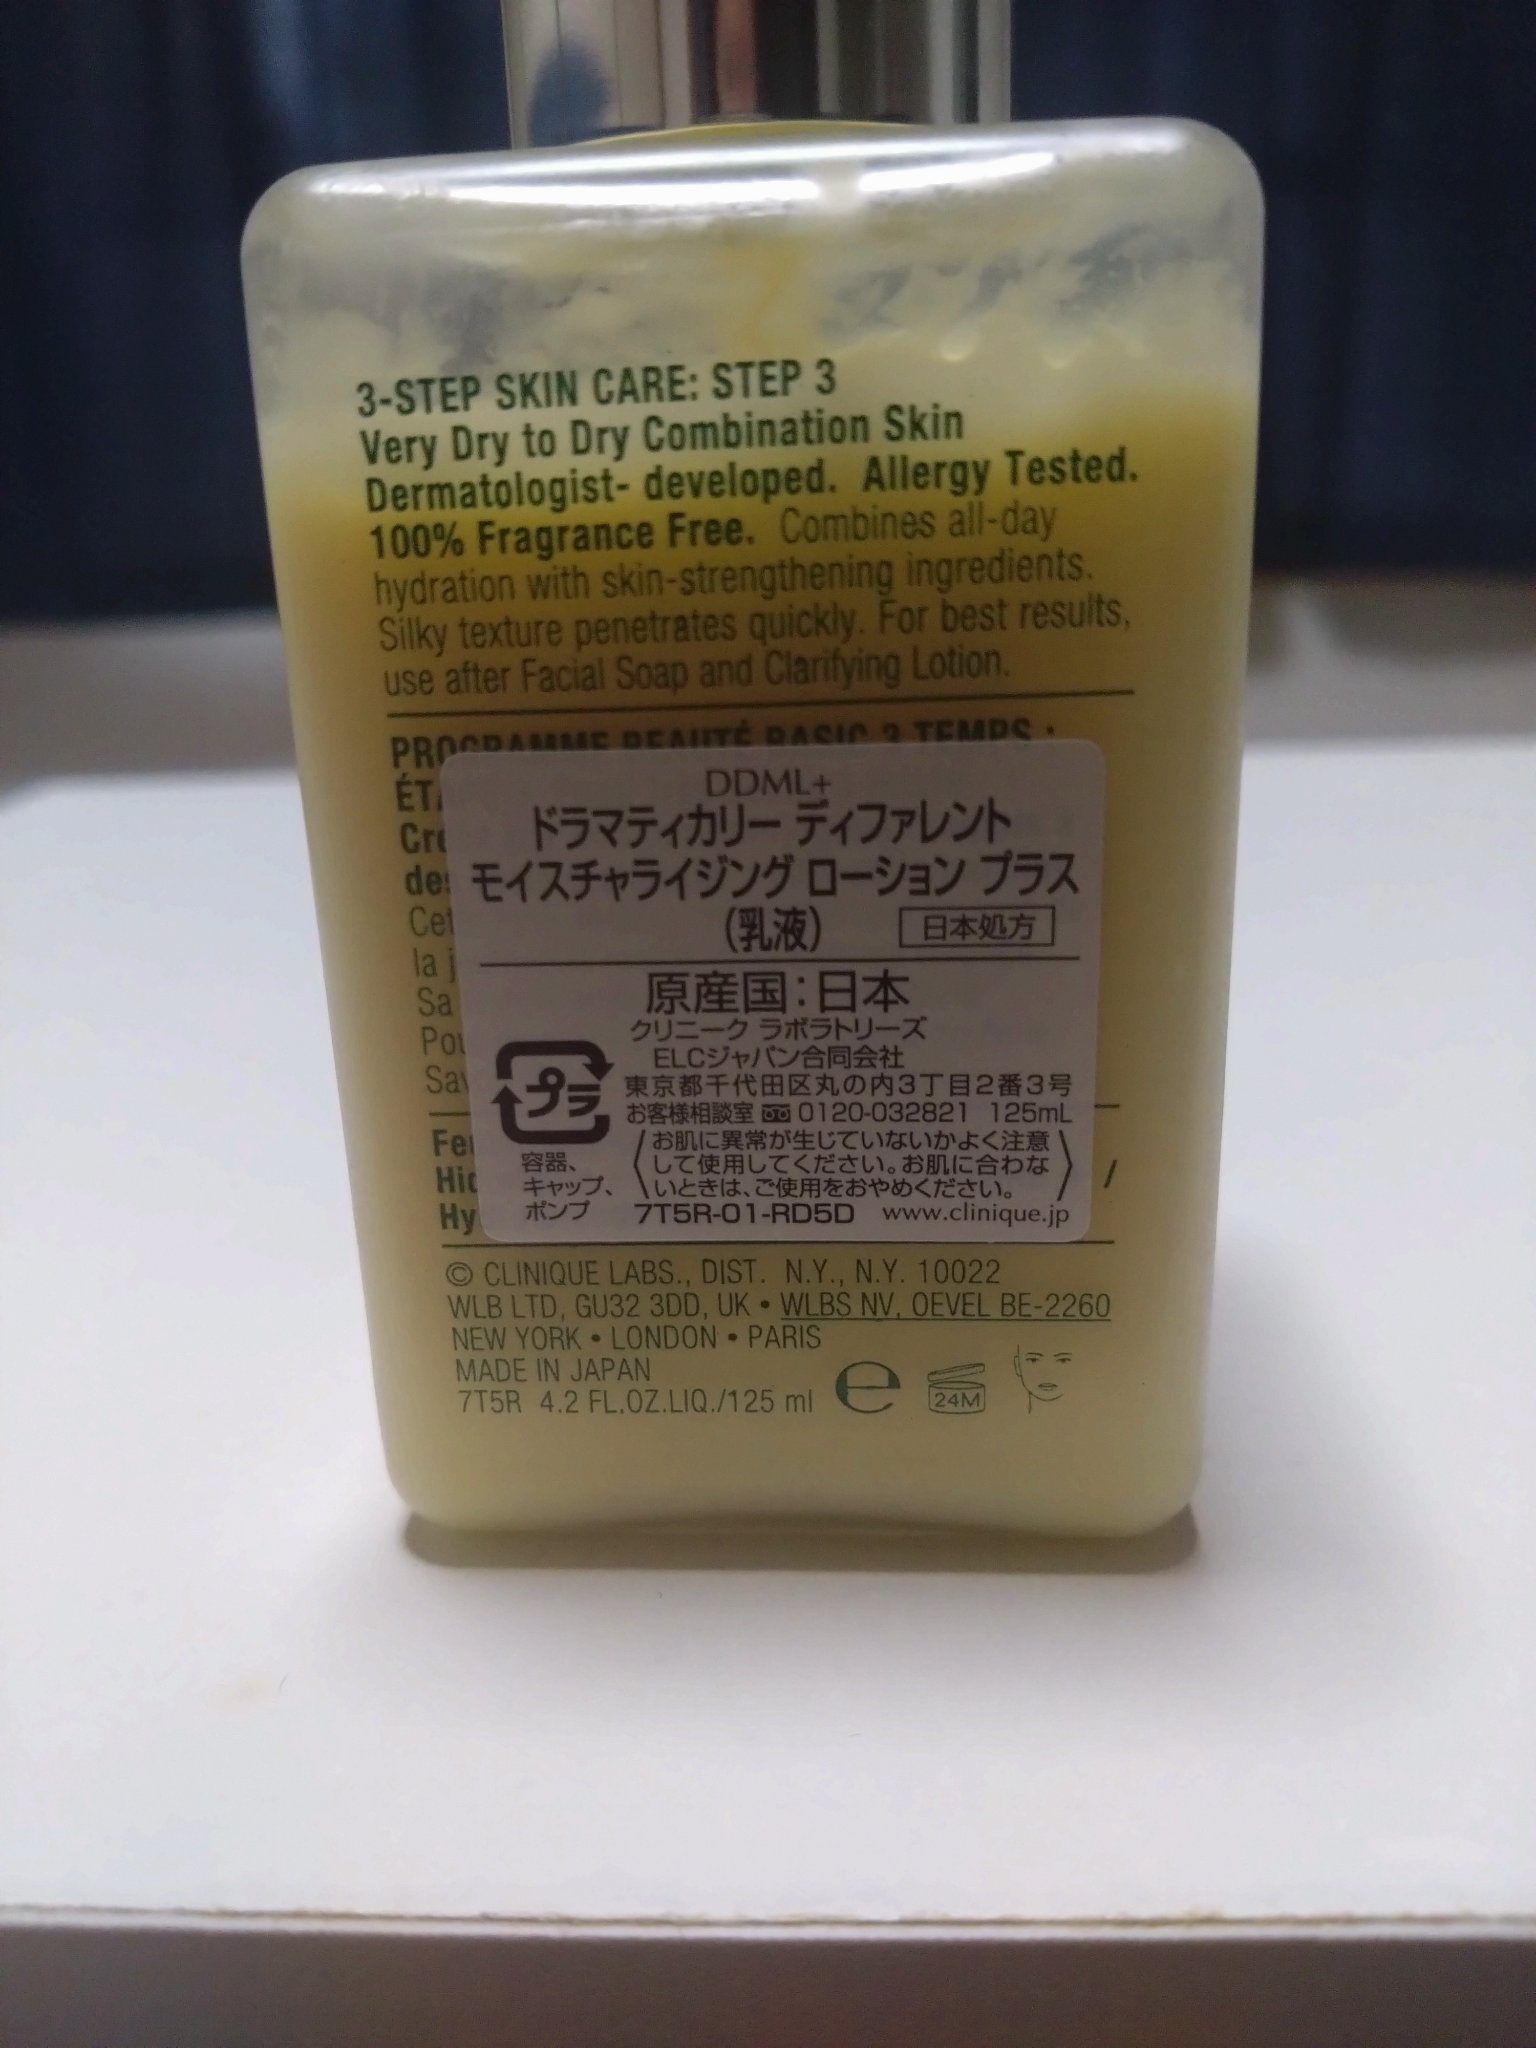 3-STEP SKIN CARE: STEP 3
Very Dry to Dry Combination Skin
Dermatologist- developed. Allergy Tested.
100% Fragrance Free. Combines all-day
hydration with skin-strengthening ingredients.
Silky texture penetrates quickly. For best results,
use after Facial Soap and Clarifying Lotion.
PROGRAMME BEAUTÉ BASIC 3 TEMPS :
DDML+
ドラマティカリー ディファレント
モイスチャライジング ローション プラス
(乳液) 日本処方
原産国:日本
クリニーク ラボラトリーズ
ELCジャパン合同会社
東京都千代田区丸の内3丁目2番3号
お客様相談室 0120-032821 125mL
プラ
容器、
キャップ、
ポンプ
お肌に異常が生じていないかよく注意
して使用してください。お肌に合わな
いときは、ご使用をおやめください。
7T5R-01-RD5D www.clinique.jp
© CLINIQUE LABS., DIST. N.Y., N.Y. 10022
WLB LTD, GU32 3DD, UK • WLBS NV, OEVEL BE-2260
NEW YORK • LONDON • PARIS
MADE IN JAPAN
7T5R 4.2 FL.OZ.LIQ./125 ml e 24M